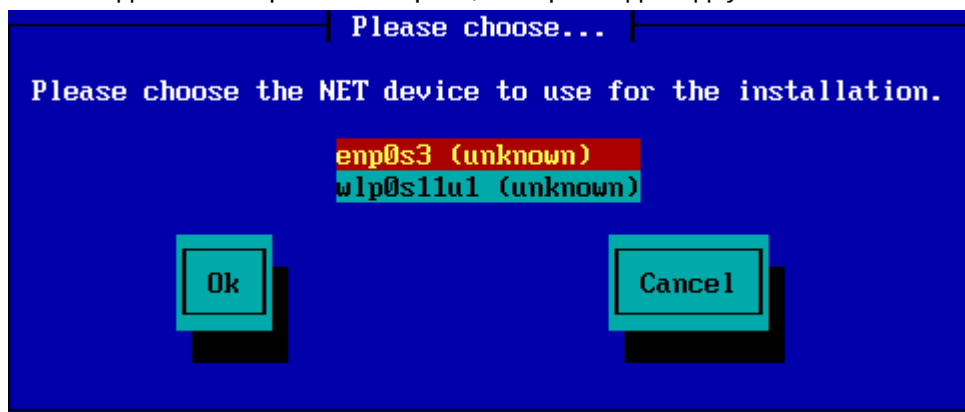 Please choose...
Please choose the NET device to use for the installation.
enp0s3 (unknown)
wlp0s11u1 (unknown)
Ok
Cancel